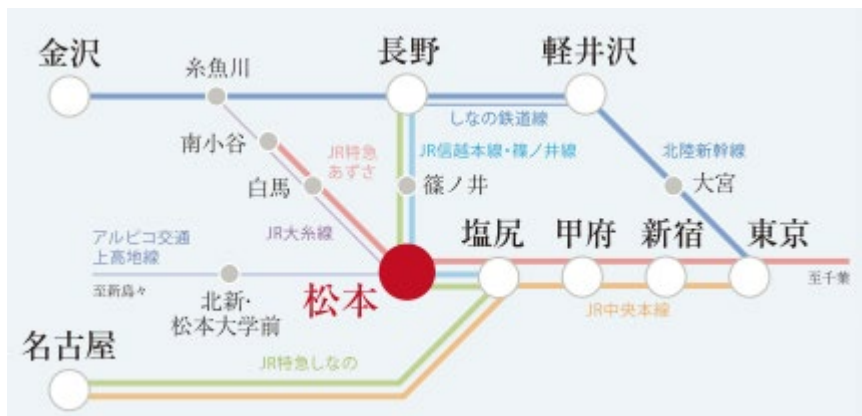 金沢
糸魚川
長野
軽井沢
しなの鉄道線
南小谷
JR特急
あずさ
JR信越本線・篠ノ井線
北陸新幹線
白馬
篠ノ井
大宮
アルピコ交通
上高地線
JR大糸線
塩尻
甲府
新宿
東京
至新島々
北新・
松本大学前
松本
至千葉
JR中央本線
名古屋
JR特急しなの